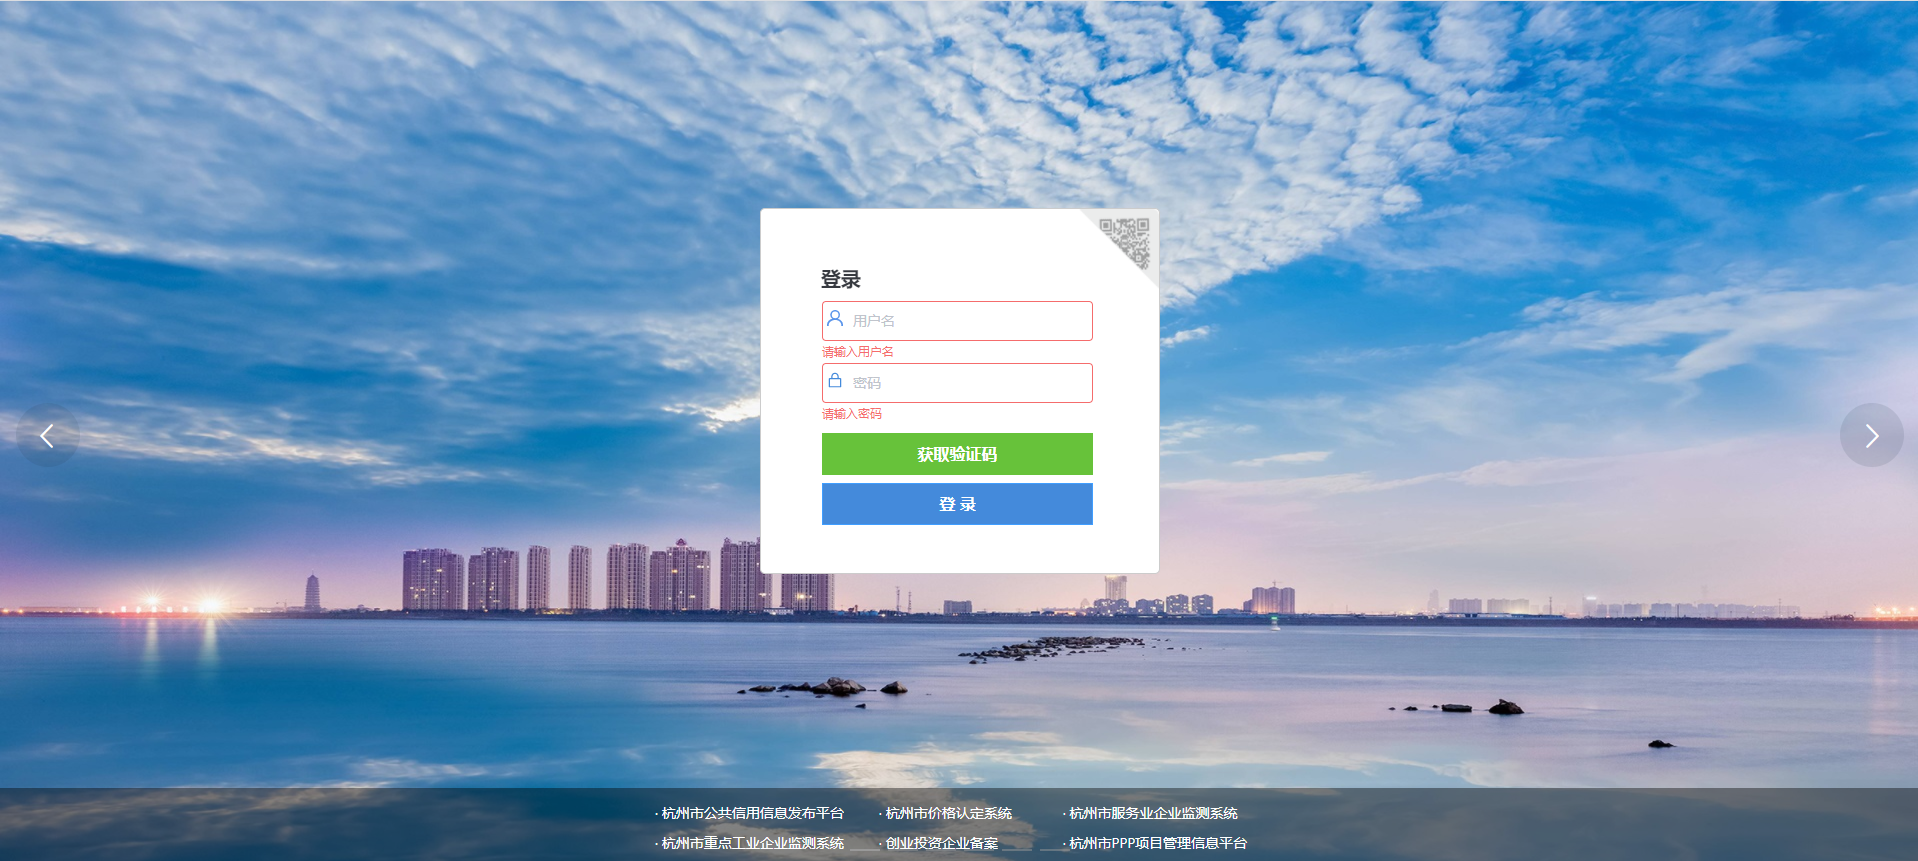 登录
用户名
请输入用户名
密码
请输入密码
获取验证码
登 录
· 杭州市公共信用信息发布平台 · 杭州市价格认定系统 · 杭州市服务业企业监测系统
· 杭州市重点工业企业监测系统 · 创业投资企业备案 · 杭州市PPP项目管理信息平台